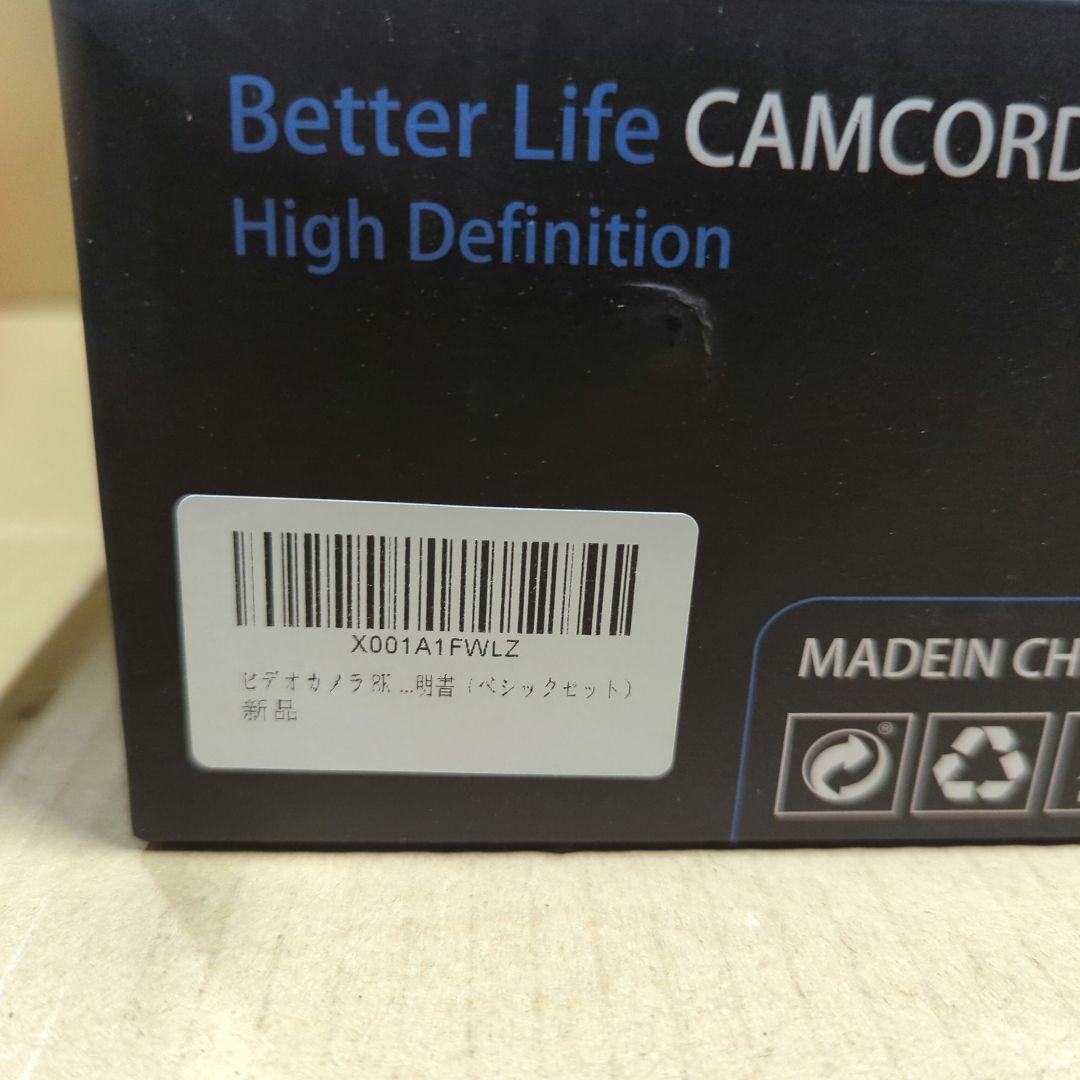 Better Life CAMCORD
High Definition
X001A1FWLZ
ビデオカメラ 8K ...明書（ベシックセット）
新品
MADEIN CH
®